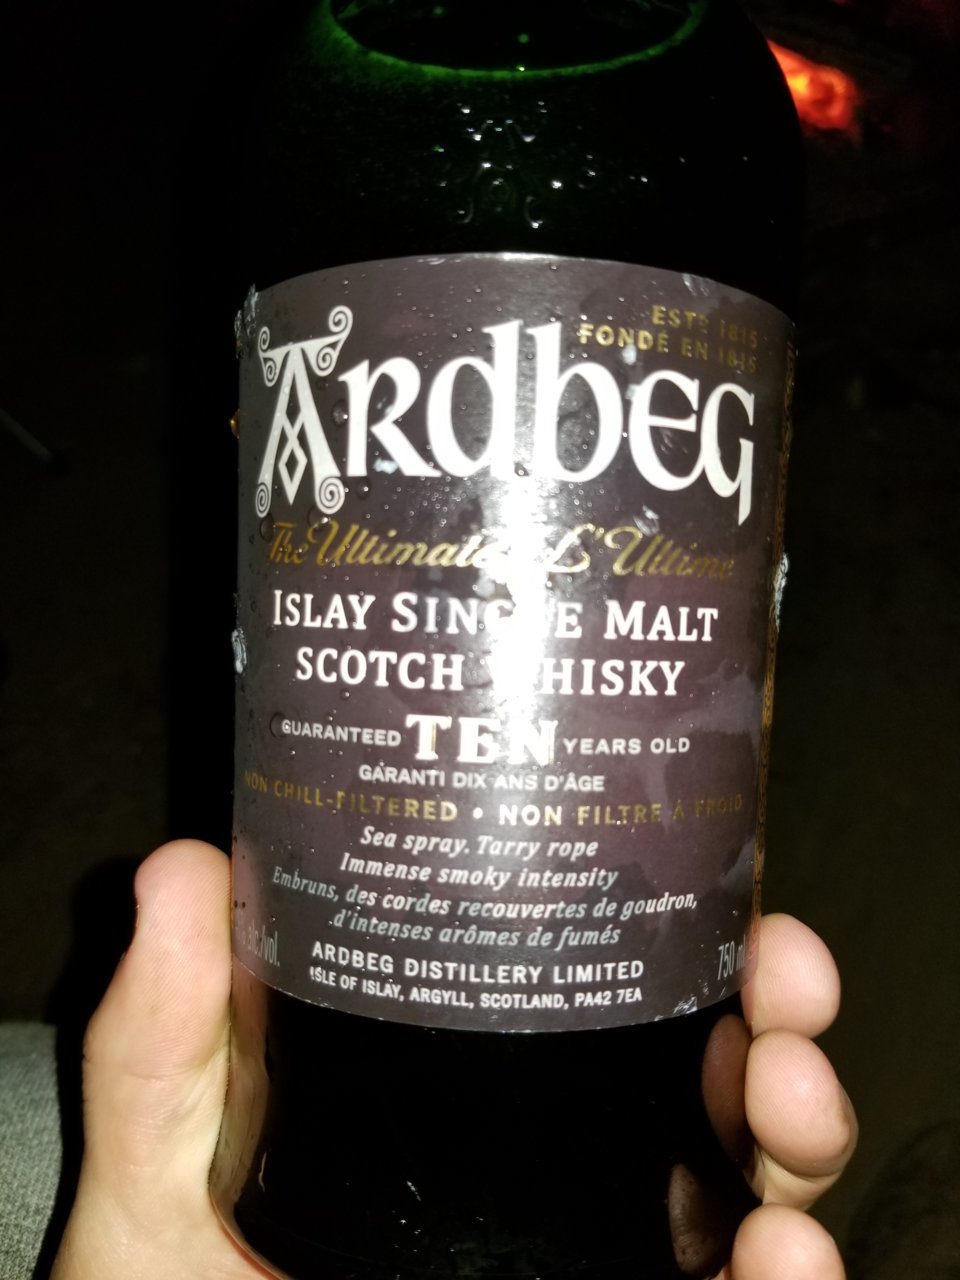 ESTD 1815
FONDÉ EN 1815
ARDBEG
The Ultimate L'Ultime
ISLAY SINGLE MALT
SCOTCH WHISKY
GUARANTEED TEN YEARS OLD
GARANTI DIX ANS D'ÂGE
NON CHILL-FILTERED • NON FILTRÉ À FROID
Sea spray. Tarry rope
Immense smoky intensity
Embruns, des cordes recouvertes de goudron,
d'intenses arômes de fumés
alc./vol.
750 ml
ARDBEG DISTILLERY LIMITED
ISLE OF ISLAY, ARGYLL, SCOTLAND, PA42 7EA